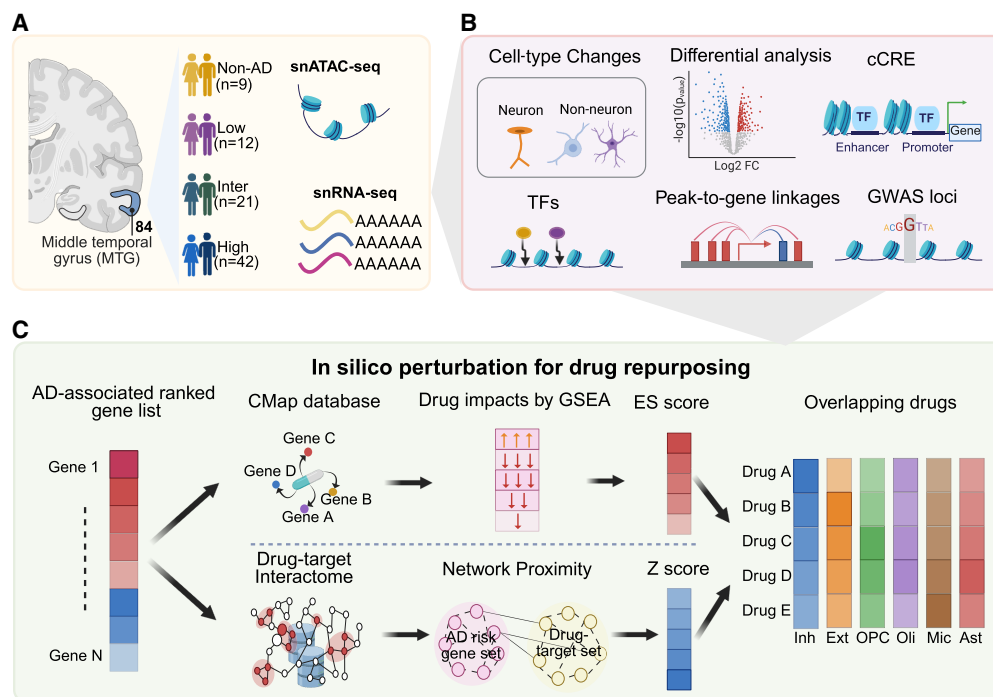 A
Non-AD
(n=9)
Low
(n=12)
Inter
(n=21)
High
(n=42)
84
Middle temporal
gyrus (MTG)
snATAC-seq
snRNA-seq
AAAAAA
AAAAAA
AAAAAA
B
Cell-type Changes
Neuron
Non-neuron
Differential analysis
-log10(pvalue)
Log2 FC
cCRE
TF
TF
Gene
Enhancer
Promoter
TFs
Peak-to-gene linkages
GWAS loci
ACGGTTA
C
In silico perturbation for drug repurposing
AD-associated ranked
gene list
Gene 1
Gene N
CMap database
Gene C
Gene D
Gene B
Gene A
Drug impacts by GSEA
ES score
Drug-target
Interactome
Network Proximity
AD risk
gene set
Drug-
target set
Z score
Overlapping drugs
Drug A
Drug B
Drug C
Drug D
Drug E
Inh Ext OPC Oli Mic Ast